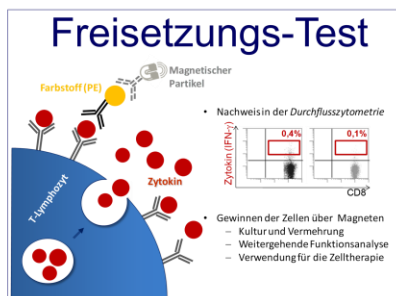 Freisetzungs-Test
Farbstoff (PE)
Magnetischer
Partikel
T-Lymphozyt
Zytokin
• Nachweis in der Durchflusszytometrie
Zytokin (IFN-γ)
0,4%
0,1%
CD8
• Gewinnen der Zellen über Magneten
– Kultur und Vermehrung
– Weitergehende Funktionsanalyse
– Verwendung für die Zelltherapie